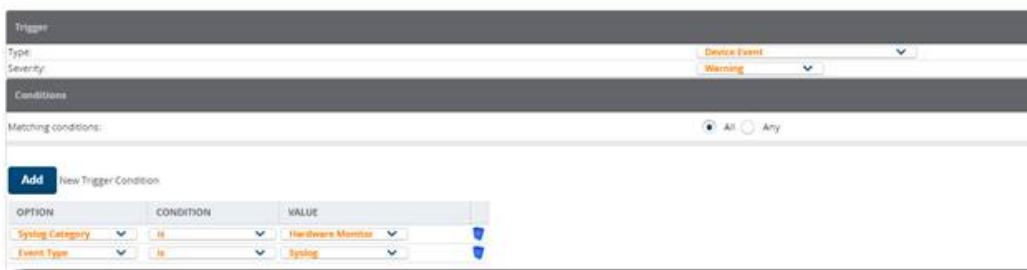 Trigger
Type: Device Event
Severity: Warning
Conditions
Matching conditions: All Any
Add New Trigger Condition
OPTION CONDITION VALUE
Syslog Category is Hardware Monitor
Event Type is Syslog